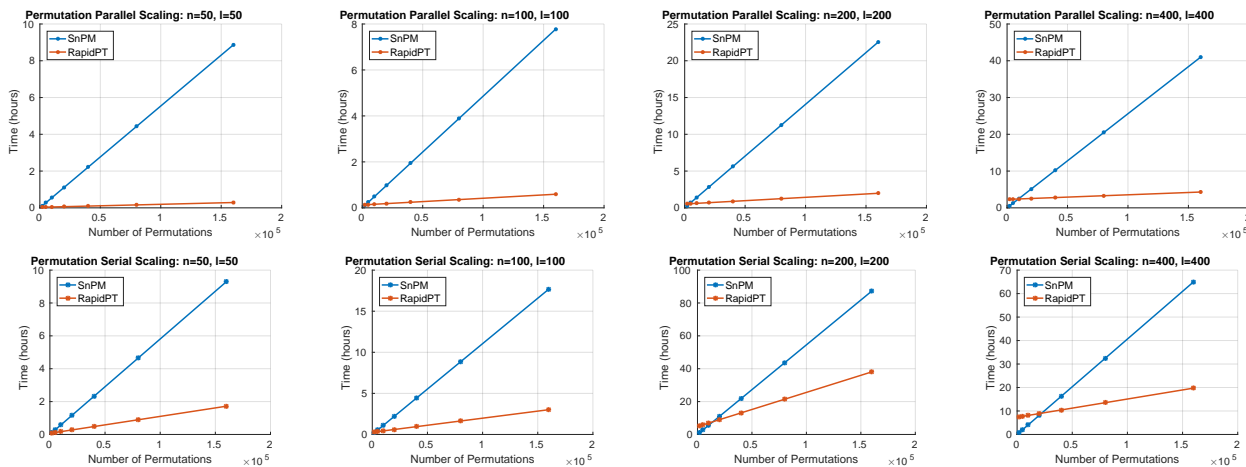 Permutation Parallel Scaling: n=50, l=50
10
8
6
4
2
0
SnPM
RapidPT
Time (hours)
0 0.5 1 1.5 2
Number of Permutations
×10^5
Permutation Parallel Scaling: n=100, l=100
8
6
4
2
0
SnPM
RapidPT
Time (hours)
0 0.5 1 1.5 2
Number of Permutations
×10^5
Permutation Parallel Scaling: n=200, l=200
25
20
15
10
5
0
SnPM
RapidPT
Time (hours)
0 0.5 1 1.5 2
Number of Permutations
×10^5
Permutation Parallel Scaling: n=400, l=400
50
40
30
20
10
0
SnPM
RapidPT
Time (hours)
0 0.5 1 1.5 2
Number of Permutations
×10^5
Permutation Serial Scaling: n=50, l=50
10
8
6
4
2
0
SnPM
RapidPT
Time (hours)
0 0.5 1 1.5 2
Number of Permutations
×10^5
Permutation Serial Scaling: n=100, l=100
20
15
10
5
0
SnPM
RapidPT
Time (hours)
0 0.5 1 1.5 2
Number of Permutations
×10^5
Permutation Serial Scaling: n=200, l=200
100
80
60
40
20
0
SnPM
RapidPT
Time (hours)
0 0.5 1 1.5 2
Number of Permutations
×10^5
Permutation Serial Scaling: n=400, l=400
70
60
50
40
30
20
10
0
SnPM
RapidPT
Time (hours)
0 0.5 1 1.5 2
Number of Permutations
×10^5